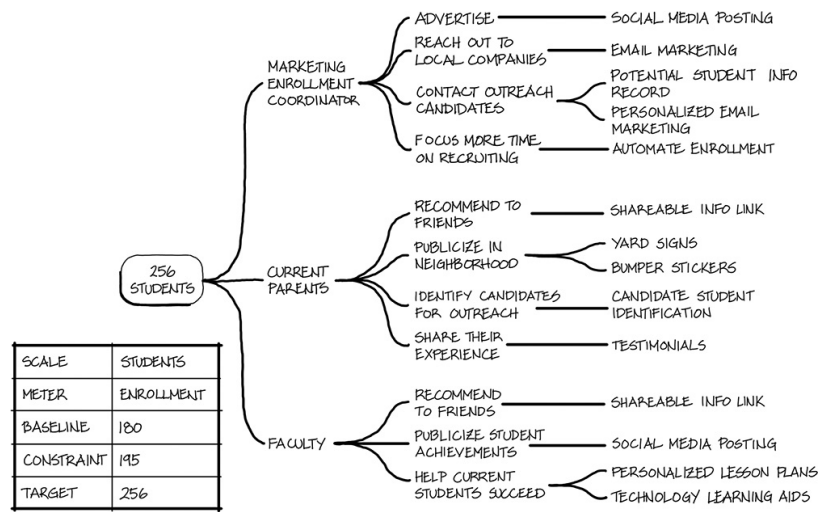 256
STUDENTS
MARKETING
ENROLLMENT
COORDINATOR
ADVERTISE
SOCIAL MEDIA POSTING
REACH OUT TO
LOCAL COMPANIES
EMAIL MARKETING
CONTACT OUTREACH
CANDIDATES
POTENTIAL STUDENT INFO
RECORD
PERSONALIZED EMAIL
MARKETING
FOCUS MORE TIME
ON RECRUITING
AUTOMATE ENROLLMENT
CURRENT
PARENTS
RECOMMEND TO
FRIENDS
SHAREABLE INFO LINK
PUBLICIZE IN
NEIGHBORHOOD
YARD SIGNS
BUMPER STICKERS
IDENTIFY CANDIDATES
FOR OUTREACH
CANDIDATE STUDENT
IDENTIFICATION
SHARE THEIR
EXPERIENCE
TESTIMONIALS
FACULTY
RECOMMEND
TO FRIENDS
SHAREABLE INFO LINK
PUBLICIZE STUDENT
ACHIEVEMENTS
SOCIAL MEDIA POSTING
HELP CURRENT
STUDENTS SUCCEED
PERSONALIZED LESSON PLANS
TECHNOLOGY LEARNING AIDS
SCALE STUDENTS
METER ENROLLMENT
BASELINE 180
CONSTRAINT 195
TARGET 256